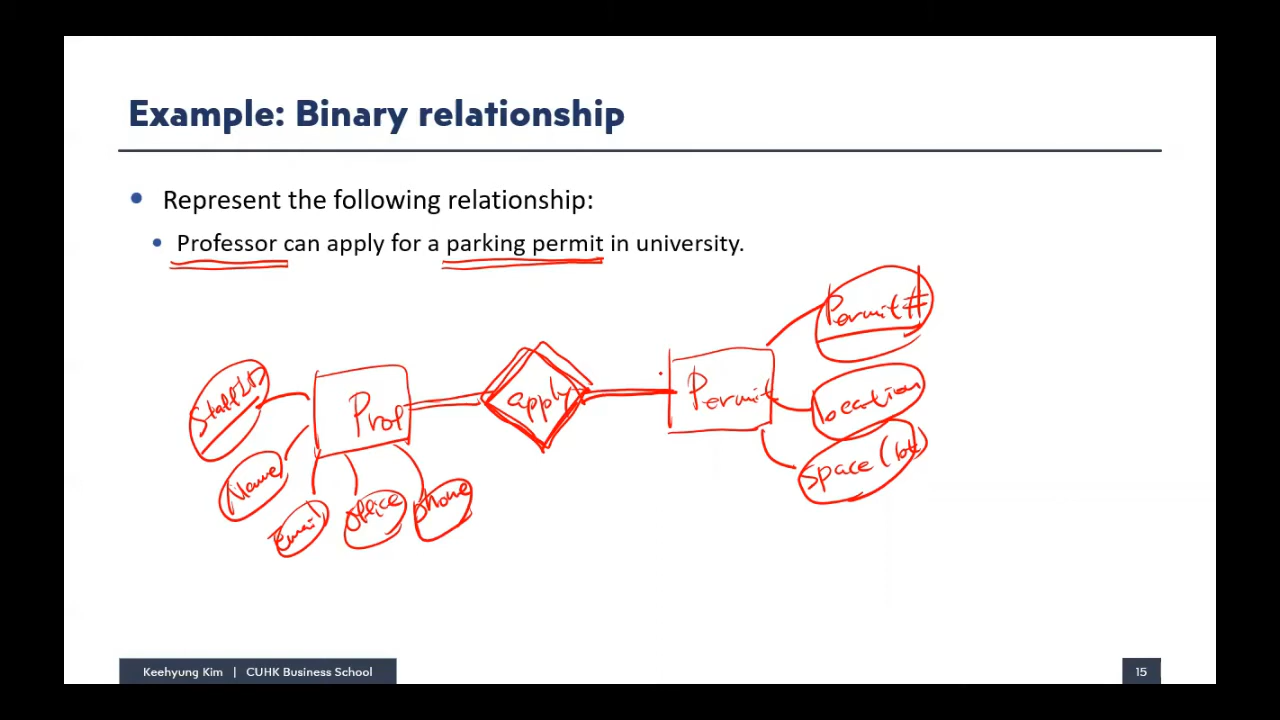 Example: Binary relationship
Represent the following relationship:
Professor can apply for a parking permit in university.
Permit#
StaffID
Prof
apply
Permit
location
Name
space (lot)
Email
office
phone
Keehyung Kim | CUHK Business School
15